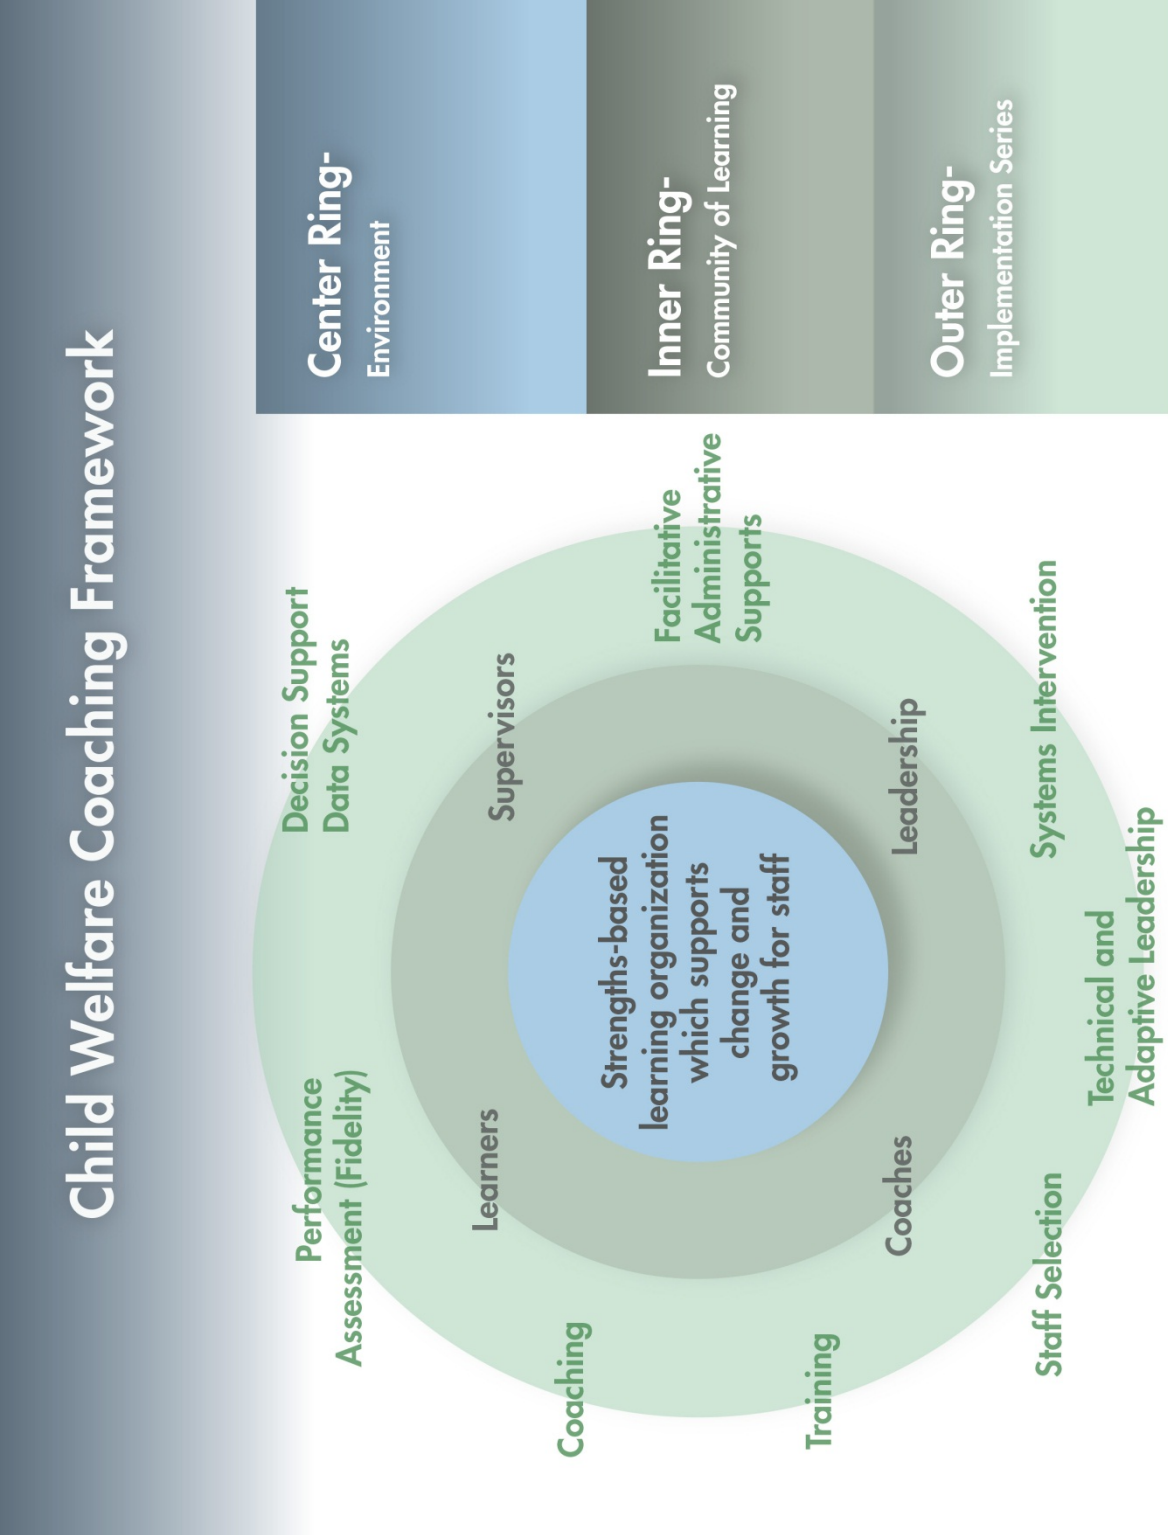 Child Welfare Coaching Framework
Performance
Assessment (Fidelity)
Decision Support
Data Systems
Coaching
Learners
Supervisors
Strengths-based
learning organization
which supports
change and
growth for staff
Facilitative
Administrative
Supports
Training
Coaches
Leadership
Staff Selection
Technical and
Adaptive Leadership
Systems Intervention
Center Ring-
Environment
Inner Ring-
Community of Learning
Outer Ring-
Implementation Series